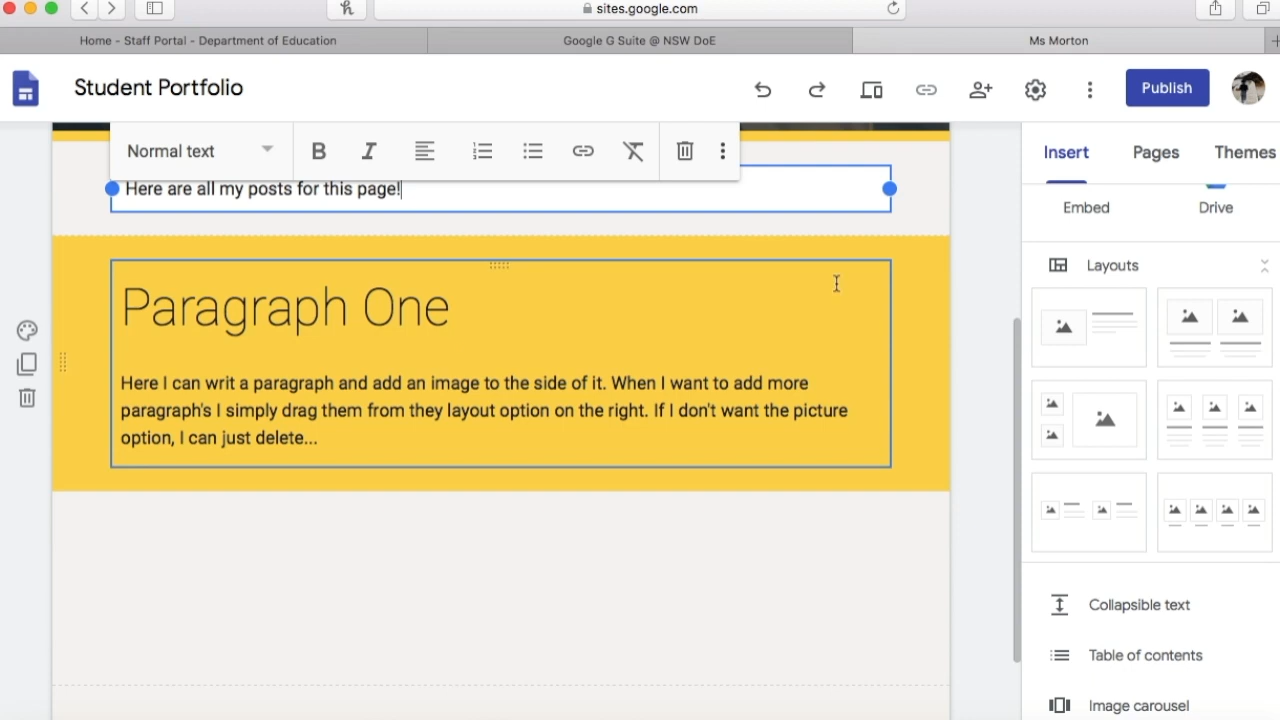 sites.google.com
Home - Staff Portal - Department of Education
Google G Suite @ NSW DoE
Ms Morton
Student Portfolio
Publish
Normal text
Insert
Pages
Themes
Here are all my posts for this page!
Embed
Drive
Layouts
Paragraph One
Here I can writ a paragraph and add an image to the side of it. When I want to add more
paragraph's I simply drag them from they layout option on the right. If I don't want the picture
option, I can just delete...
Collapsible text
Table of contents
Image carousel